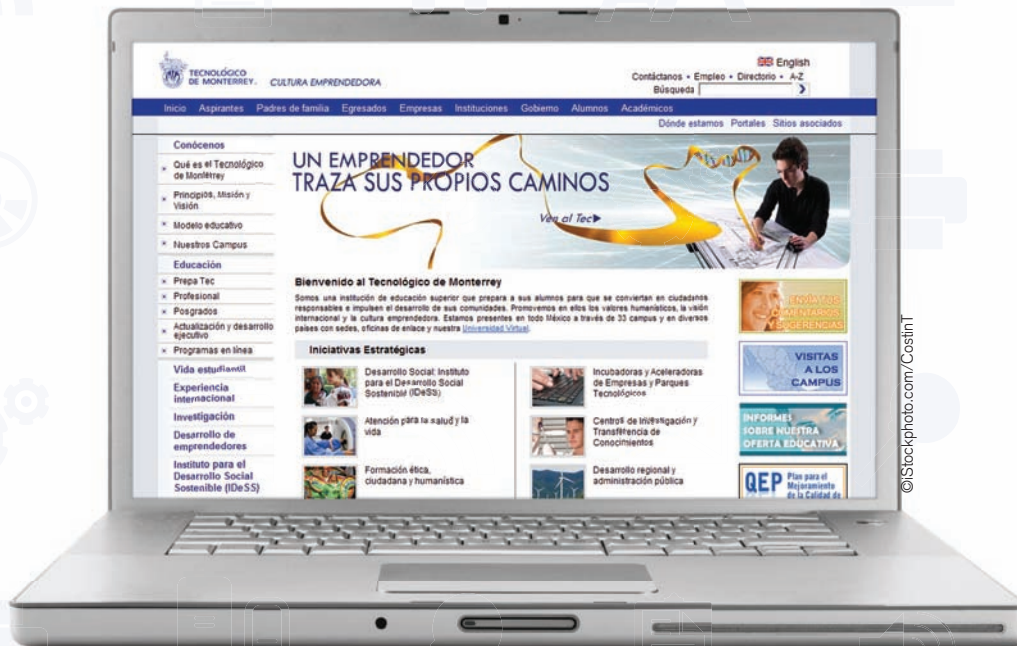 TECNOLÓGICO
DE MONTERREY.
CULTURA EMPRENDEDORA
English
Contáctanos • Empleo • Directorio • A-Z
Búsqueda
Inicio Aspirantes Padres de familia Egresados Empresas Instituciones Gobierno Alumnos Académicos
Dónde estamos Portales Sitios asociados
Conócenos
Qué es el Tecnológico
de Monterrey
Principios, Misión y
Visión
Modelo educativo
Nuestros Campus
Educación
Prepa Tec
Profesional
Posgrados
Actualización y desarrollo
ejecutivo
Programas en línea
Vida estudiantil
Experiencia
internacional
Investigación
Desarrollo de
emprendedores
Instituto para el
Desarrollo Social
Sostenible (IDeSS)
UN EMPRENDEDOR
TRAZA SUS PROPIOS CAMINOS
Ven al Tec
Bienvenido al Tecnológico de Monterrey
Somos una institución de educación superior que prepara a sus alumnos para que se conviertan en ciudadanos
responsables e impulsen el desarrollo de sus comunidades. Promovemos en ellos los valores humanísticos, la visión
internacional y la cultura emprendedora. Estamos presentes en todo México a través de 33 campus y en diversos
países con sedes, oficinas de enlace y nuestra Universidad Virtual.
Iniciativas Estratégicas
Desarrollo Social: Instituto
para el Desarrollo Social
Sostenible (IDeSS)
Atención para la salud y la
vida
Formación ética,
ciudadana y humanística
Incubadoras y Aceleradoras
de Empresas y Parques
Tecnológicos
Centros de Investigación y
Transferencia de
Conocimientos
Desarrollo regional y
administración pública
ENVÍA TUS
COMENTARIOS
Y SUGERENCIAS
VISITAS
A LOS
CAMPUS
INFORMES
SOBRE NUESTRA
OFERTA EDUCATIVA
QEP Plan para el
Mejoramiento
de la Calidad de
©iStockphoto.com/CostinT